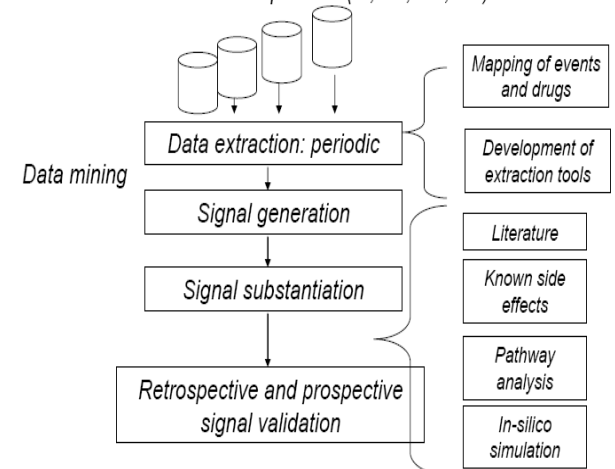 Mapping of events
and drugs
Data extraction: periodic
Development of
extraction tools
Data mining
Signal generation
Literature
Signal substantiation
Known side
effects
Pathway
analysis
Retrospective and prospective
signal validation
In-silico
simulation